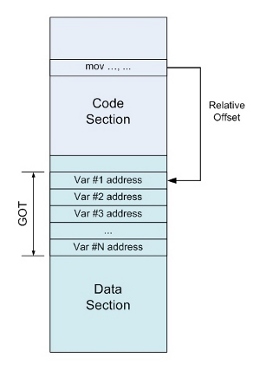 mov ..., ...
Code
Section
Relative
Offset
GOT
Var #1 address
Var #2 address
Var #3 address
...
Var #N address
Data
Section